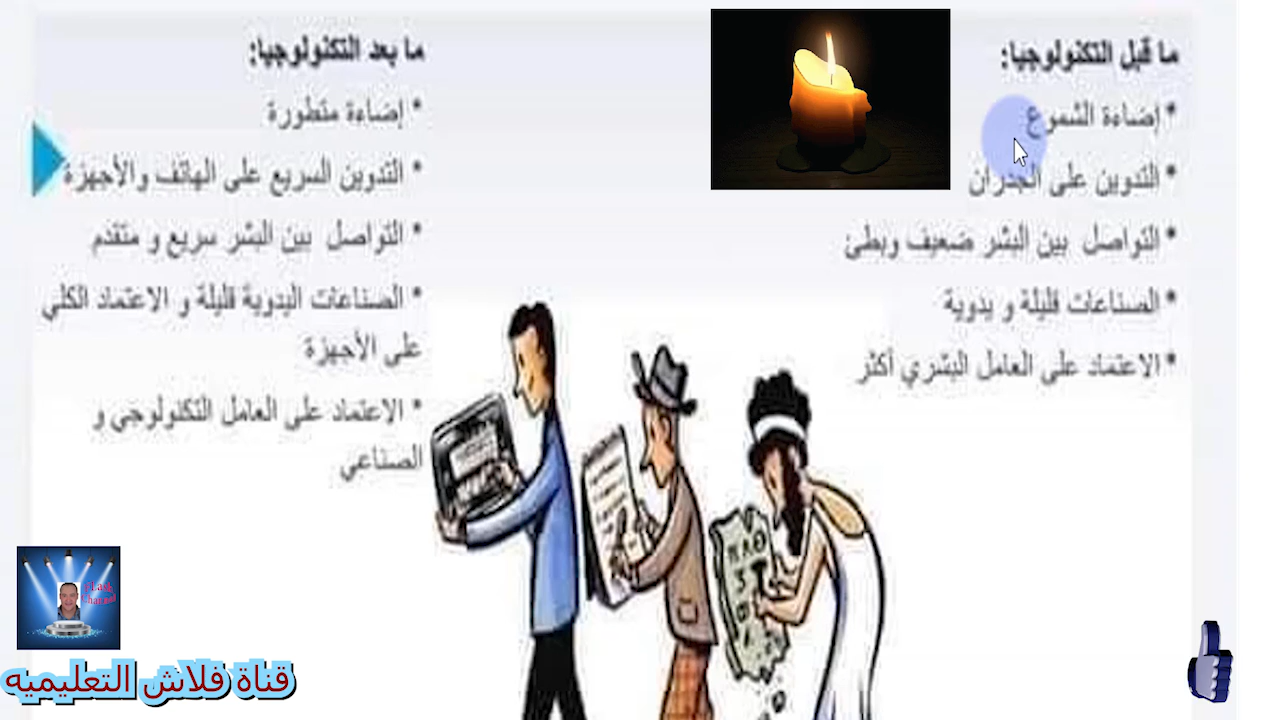 ما قبل التكنولوجيا:
* إضاءة الشموع
* التدوين على الجدران
* التواصل بين البشر ضعيف وبطئ
* الصناعات قليلة و يدوية
* الاعتماد على العامل البشري أكثر
ما بعد التكنولوجيا:
* إضاءة متطورة
* التدوين السريع على الهاتف والأجهزة
* التواصل بين البشر سريع و متقدم
* الصناعات اليدوية قليلة و الاعتماد الكلي
على الأجهزة
* الاعتماد على العامل التكنولوجي و
الصناعي
قناة فلاش التعليميه